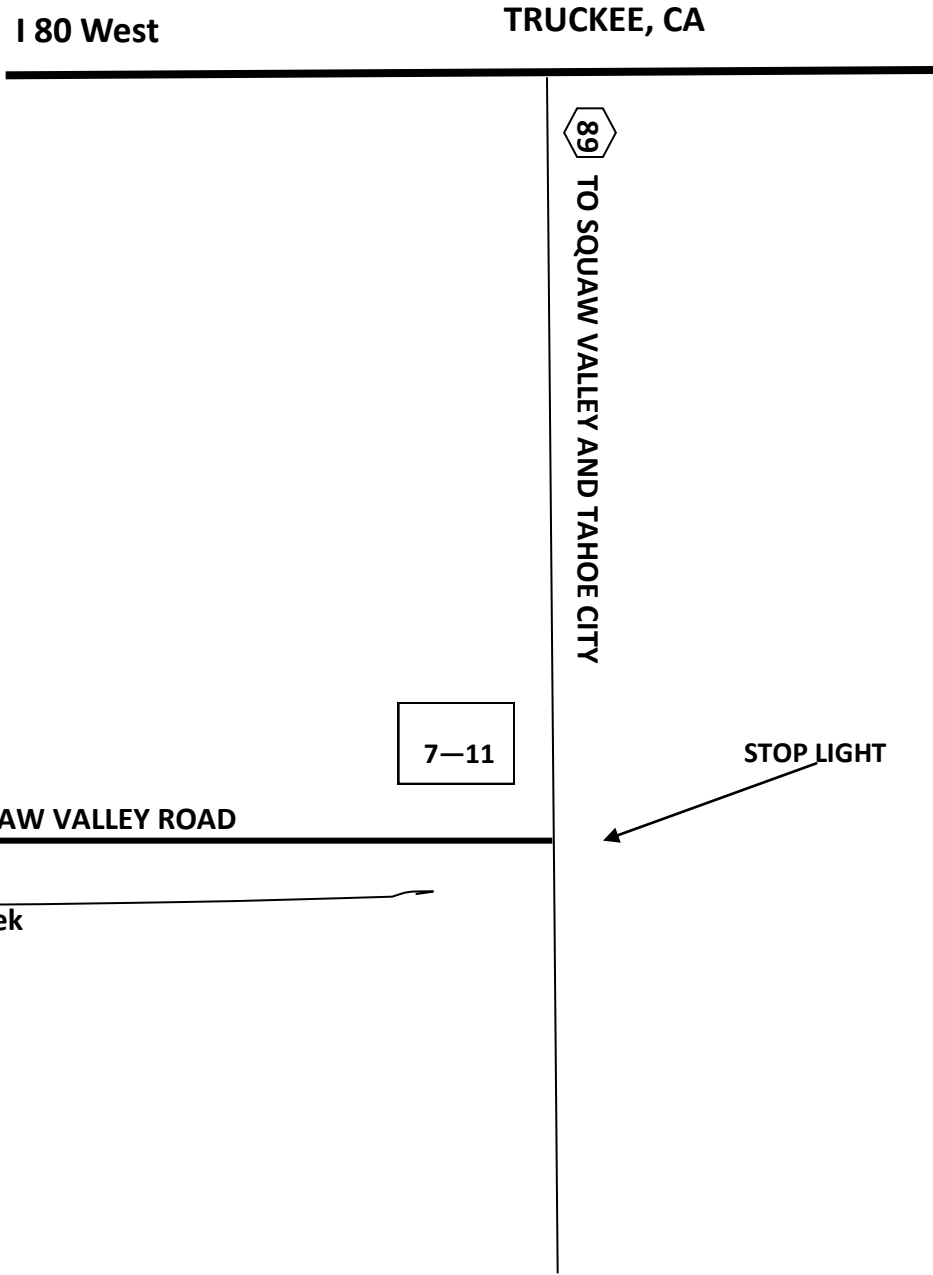 I 80 West
TRUCKEE, CA
89 TO SQUAW VALLEY AND TAHOE CITY
7—11
STOP LIGHT
AW VALLEY ROAD
ek